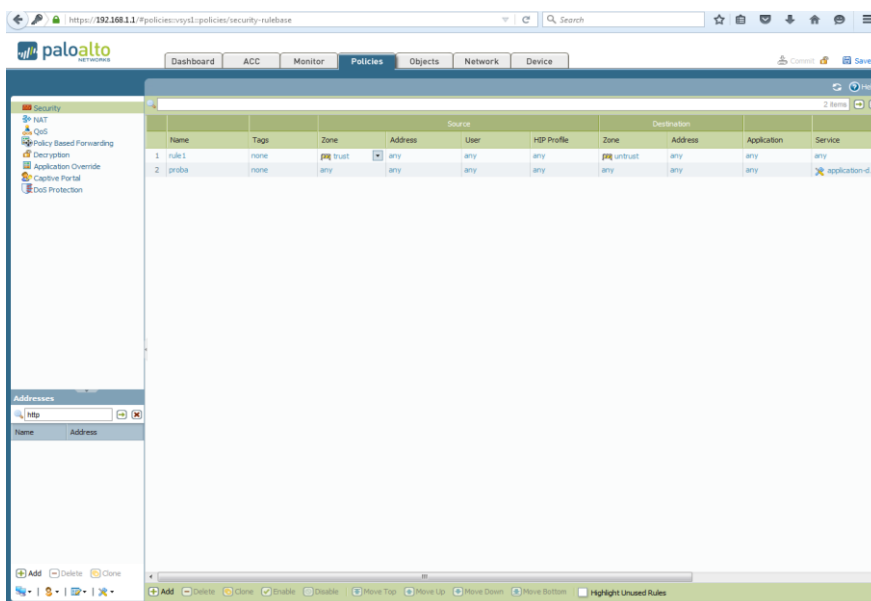 https://192.168.1.1/#policies::vsys1::policies/security-rulebase
Search
paloalto
NETWORKS
Dashboard ACC Monitor Policies Objects Network Device
Commit Save
2 items
Security
NAT
QoS
Policy Based Forwarding
Decryption
Application Override
Captive Portal
DoS Protection
Source Destination
Name Tags Zone Address User HIP Profile Zone Address Application Service
1 rule1 none trust any any any untrust any any any
2 proba none any any any any any any any application-d
Addresses
http
Name Address
Add Delete Clone
Add Delete Clone Enable Disable Move Top Move Up Move Down Move Bottom Highlight Unused Rules